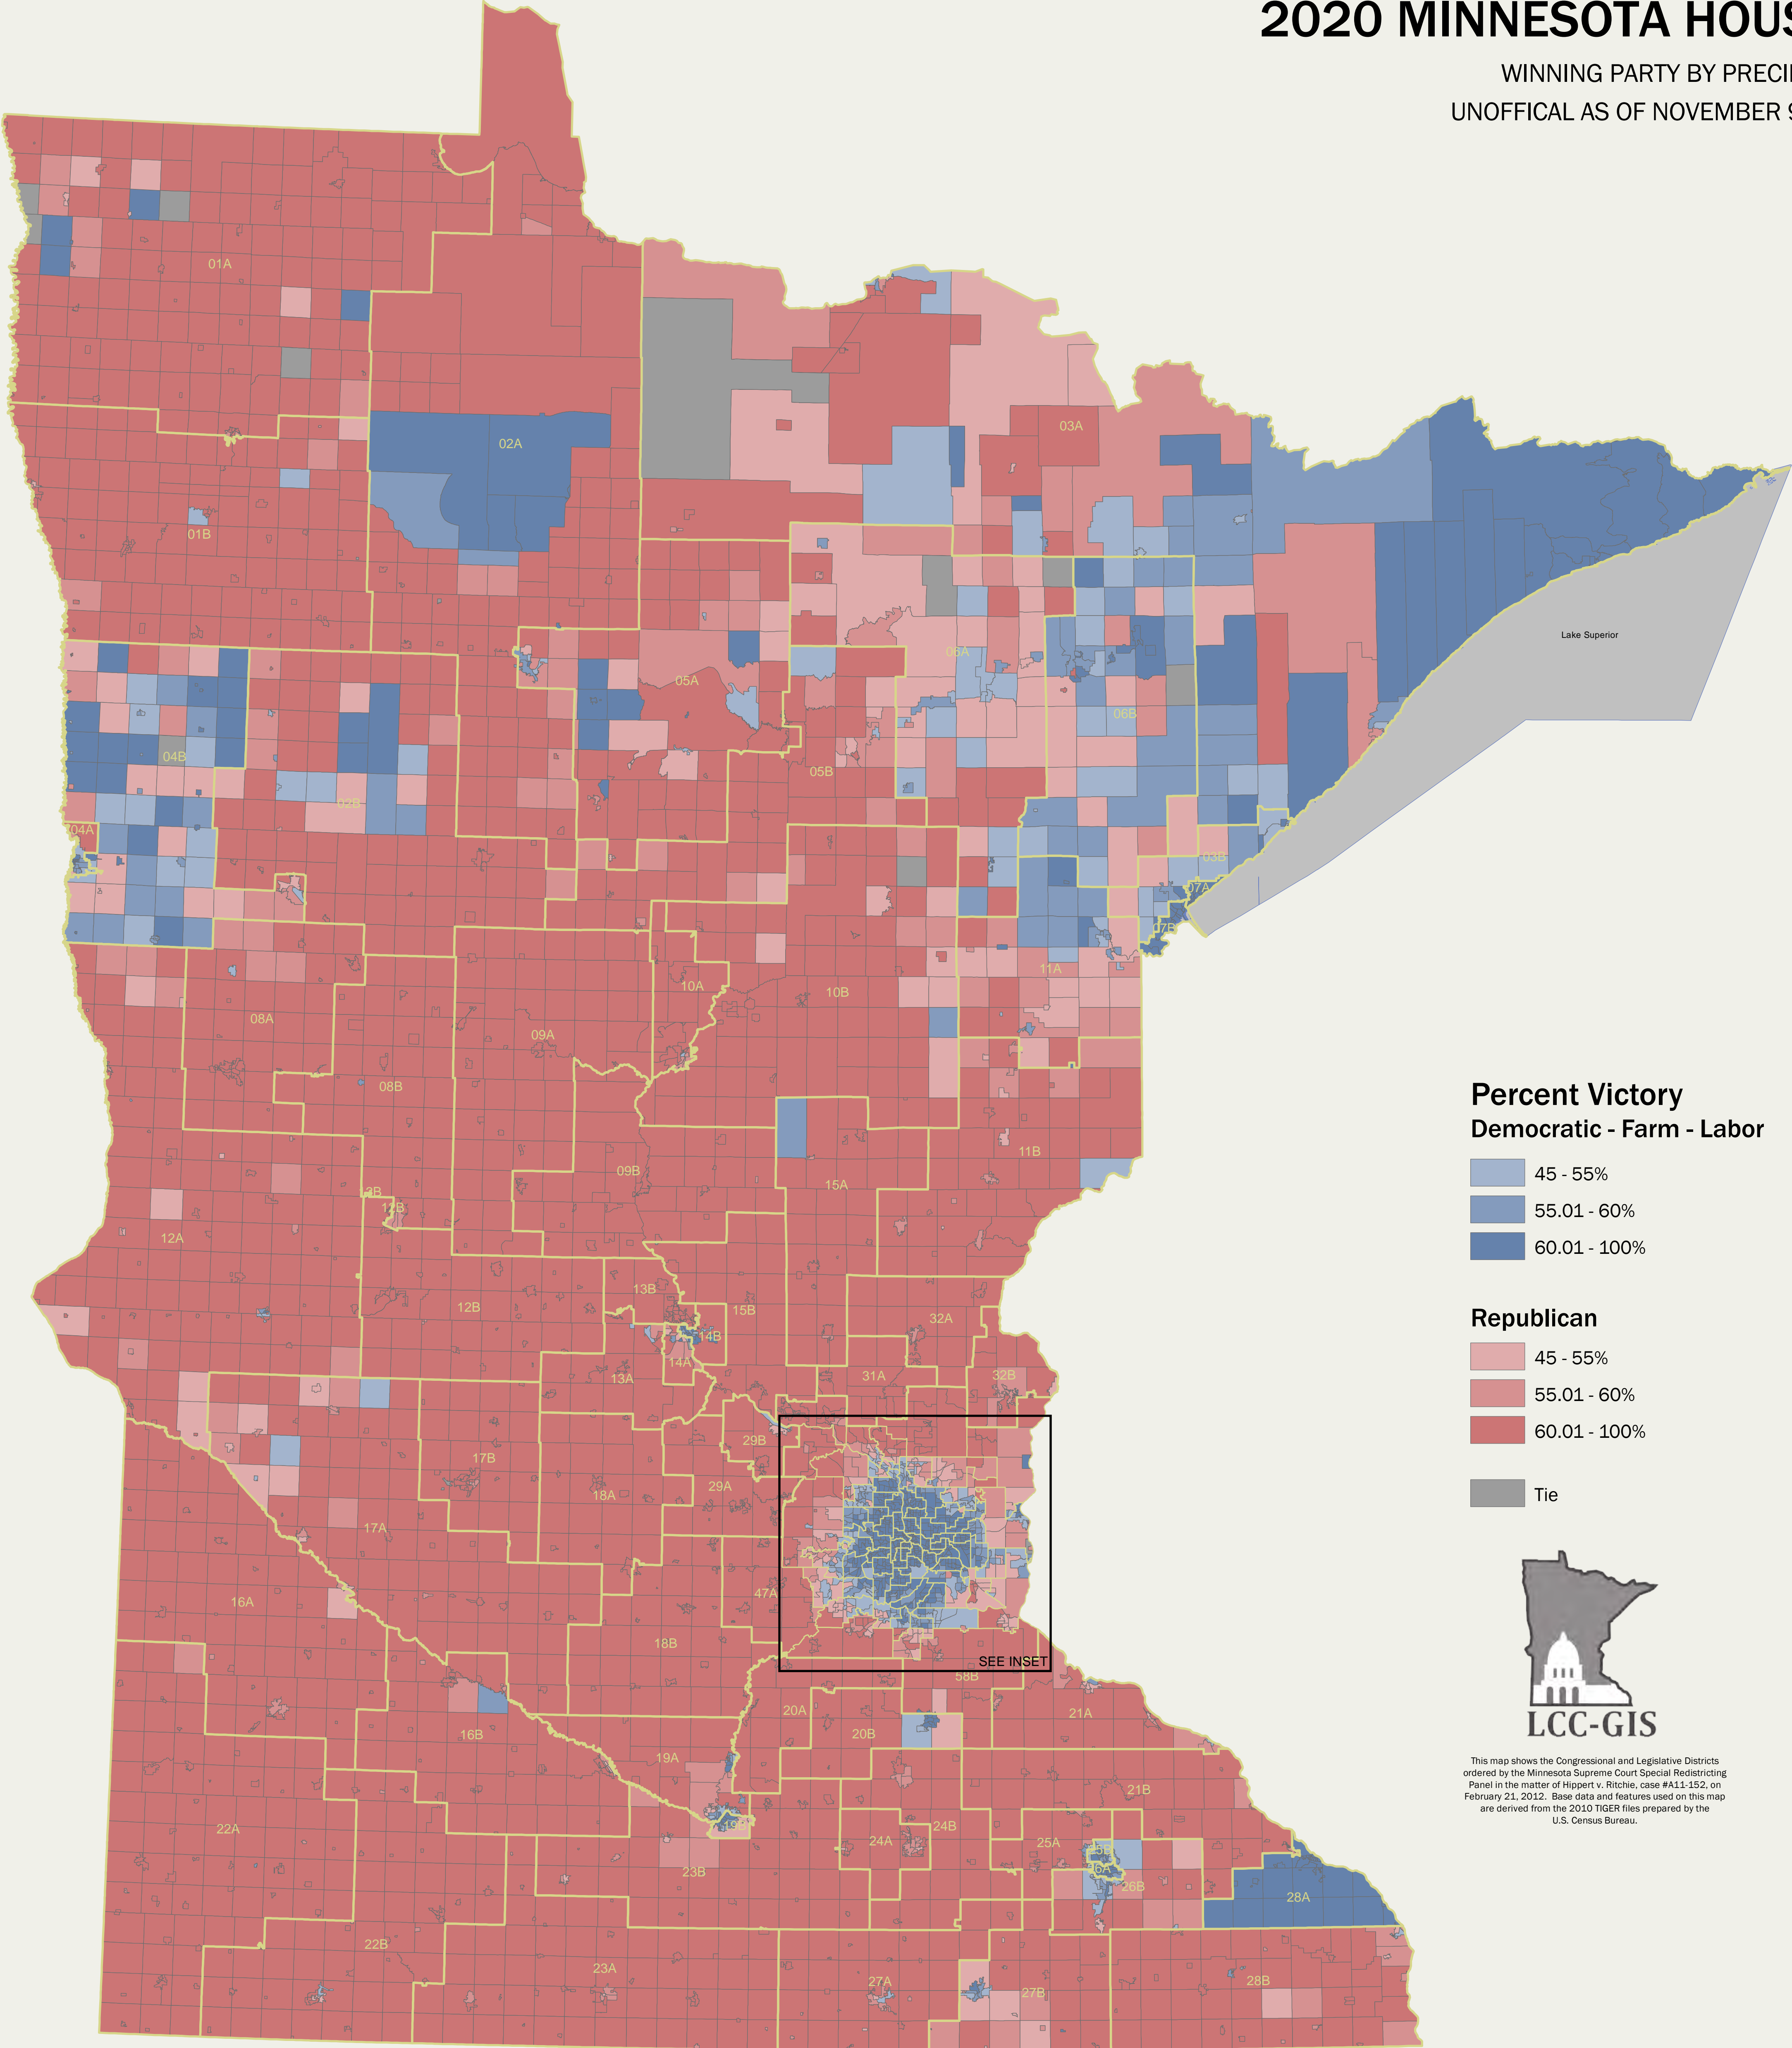 2020 MINNESOTA HOUS
WINNING PARTY BY PRECI
UNOFFICAL AS OF NOVEMBER 9
01A
02A
03A
01B
Lake Superior
06A
05A
06B
04B
05B
02B
04A
03B
07A
07B
11A
10A
10B
08A
09A
08B
Percent Victory
Democratic - Farm - Labor
45 - 55%
55.01 - 60%
60.01 - 100%
11B
09B
15A
12B
12A
13B
12B
15B
32A
14B
Republican
45 - 55%
55.01 - 60%
60.01 - 100%
14A
13A
31A
32B
29B
17B
29A
18A
Tie
17A
47A
16A
18B
SEE INSET
58B
20A
21A
20B
16B
19A
LCC-GIS
This map shows the Congressional and Legislative Districts
ordered by the Minnesota Supreme Court Special Redistricting
Panel in the matter of Hippert v. Ritchie, case #A11-152, on
February 21, 2012. Base data and features used on this map
are derived from the 2010 TIGER files prepared by the
U.S. Census Bureau.
21B
22A
19B
24B
24A
25A
26A
23B
26B
28A
22B
23A
27A
27B
28B